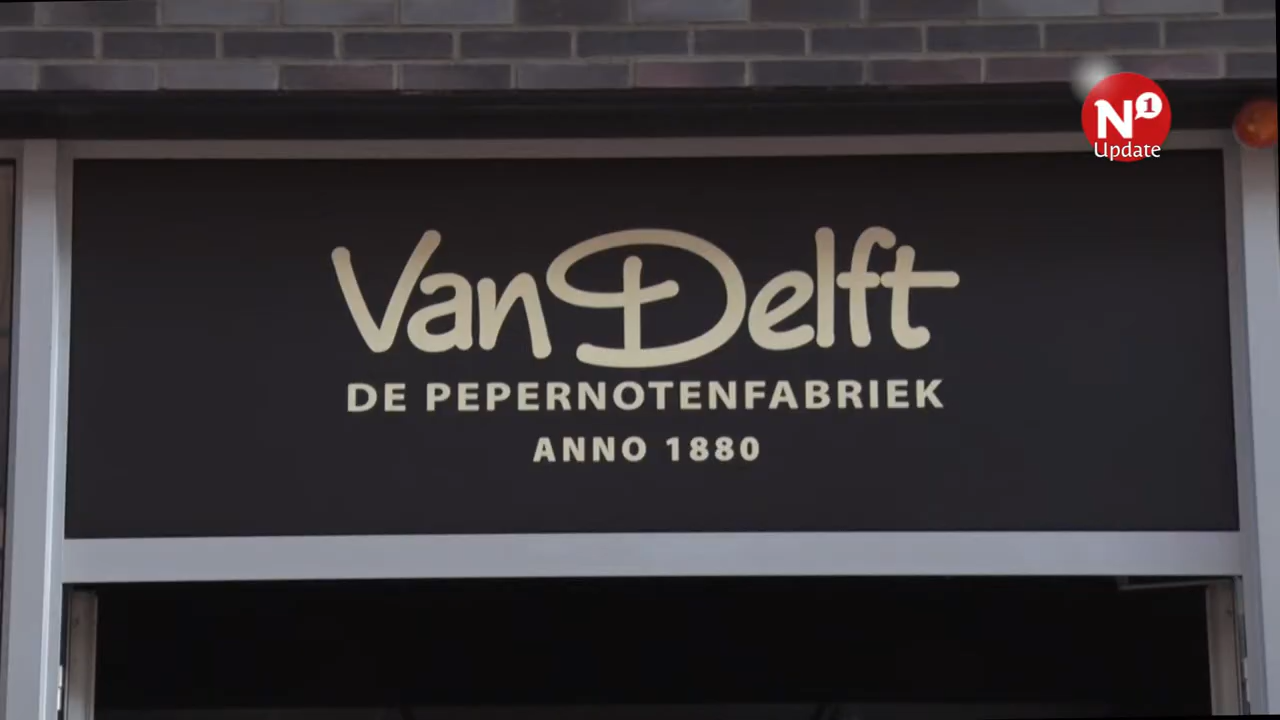 N1
Update
Van Delft
DE PEPERNOTENFABRIEK
ANNO 1880